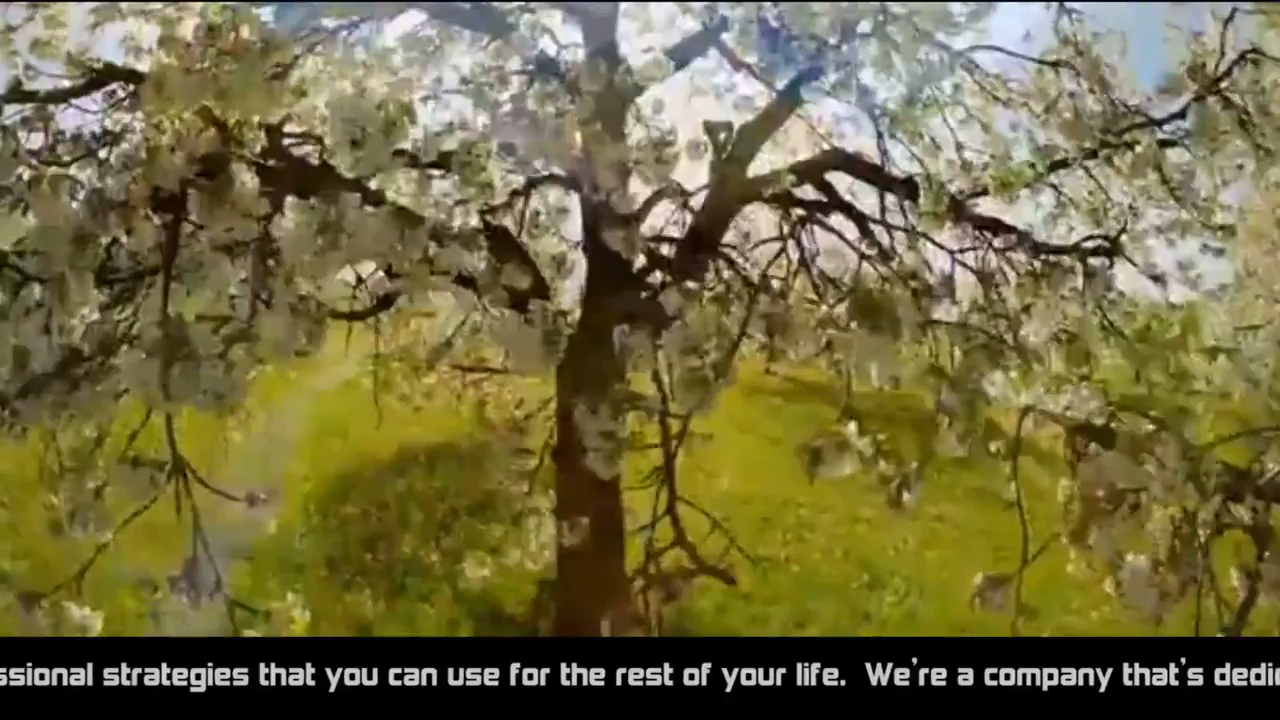 ssional strategies that you can use for the rest of your life.  We're a company that's dedi